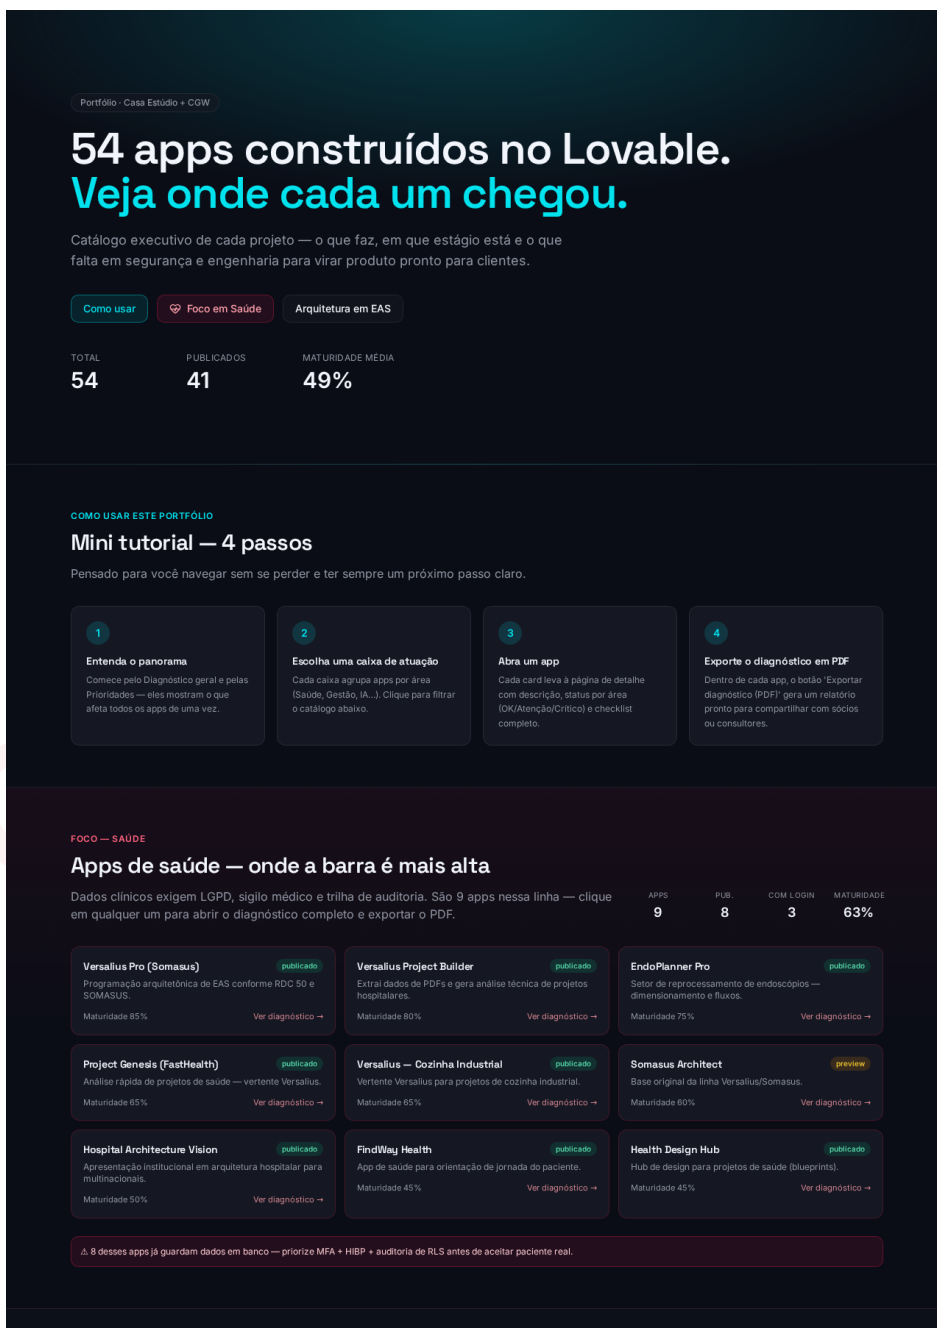 Portfólio · Casa Estúdio + CGW
54 apps construídos no Lovable.
Veja onde cada um chegou.
Catálogo executivo de cada projeto — o que faz, em que estágio está e o que
falta em segurança e engenharia para virar produto pronto para clientes.
Como usar
Foco em Saúde
Arquitetura em EAS
TOTAL
54
PUBLICADOS
41
MATURIDADE MÉDIA
49%
COMO USAR ESTE PORTFÓLIO
Mini tutorial — 4 passos
Pensado para você navegar sem se perder e ter sempre um próximo passo claro.
1
Entenda o panorama
Comece pelo Diagnóstico geral e pelas
Prioridades — eles mostram o que
afeta todos os apps de uma vez.
2
Escolha uma caixa de atuação
Cada caixa agrupa apps por área
(Saúde, Gestão, IA...). Clique para filtrar
o catálogo abaixo.
3
Abra um app
Cada card leva à página de detalhe
com descrição, status por área
(OK/Atenção/Crítico) e checklist
completo.
4
Exporte o diagnóstico em PDF
Dentro de cada app, o botão 'Exportar
diagnóstico (PDF)' gera um relatório
pronto para compartilhar com sócios
ou consultores.
FOCO — SAÚDE
Apps de saúde — onde a barra é mais alta
Dados clínicos exigem LGPD, sigilo médico e trilha de auditoria. São 9 apps nessa linha — clique
em qualquer um para abrir o diagnóstico completo e exportar o PDF.
APPS
9
PUB.
8
COM LOGIN
3
MATURIDADE
63%
Versalius Pro (Somasus)
publicado
Programação arquitetônica de EAS conforme RDC 50 e
SOMASUS.
Maturidade 85%
Ver diagnóstico →
Versalius Project Builder
publicado
Extrai dados de PDFs e gera análise técnica de projetos
hospitalares.
Maturidade 80%
Ver diagnóstico →
EndoPlanner Pro
publicado
Setor de reprocessamento de endoscópios —
dimensionamento e fluxos.
Maturidade 75%
Ver diagnóstico →
Project Genesis (FastHealth)
publicado
Análise rápida de projetos de saúde — vertente Versalius.
Maturidade 65%
Ver diagnóstico →
Versalius — Cozinha Industrial
publicado
Vertente Versalius para projetos de cozinha industrial.
Maturidade 65%
Ver diagnóstico →
Somasus Architect
preview
Base original da linha Versalius/Somasus.
Maturidade 60%
Ver diagnóstico →
Hospital Architecture Vision
publicado
Apresentação institucional em arquitetura hospitalar para
multinacionais.
Maturidade 50%
Ver diagnóstico →
FindWay Health
publicado
App de saúde para orientação de jornada do paciente.
Maturidade 45%
Ver diagnóstico →
Health Design Hub
publicado
Hub de design para projetos de saúde (blueprints).
Maturidade 45%
Ver diagnóstico →
⚠ 8 desses apps já guardam dados em banco — priorize MFA + HIBP + auditoria de RLS antes de aceitar paciente real.